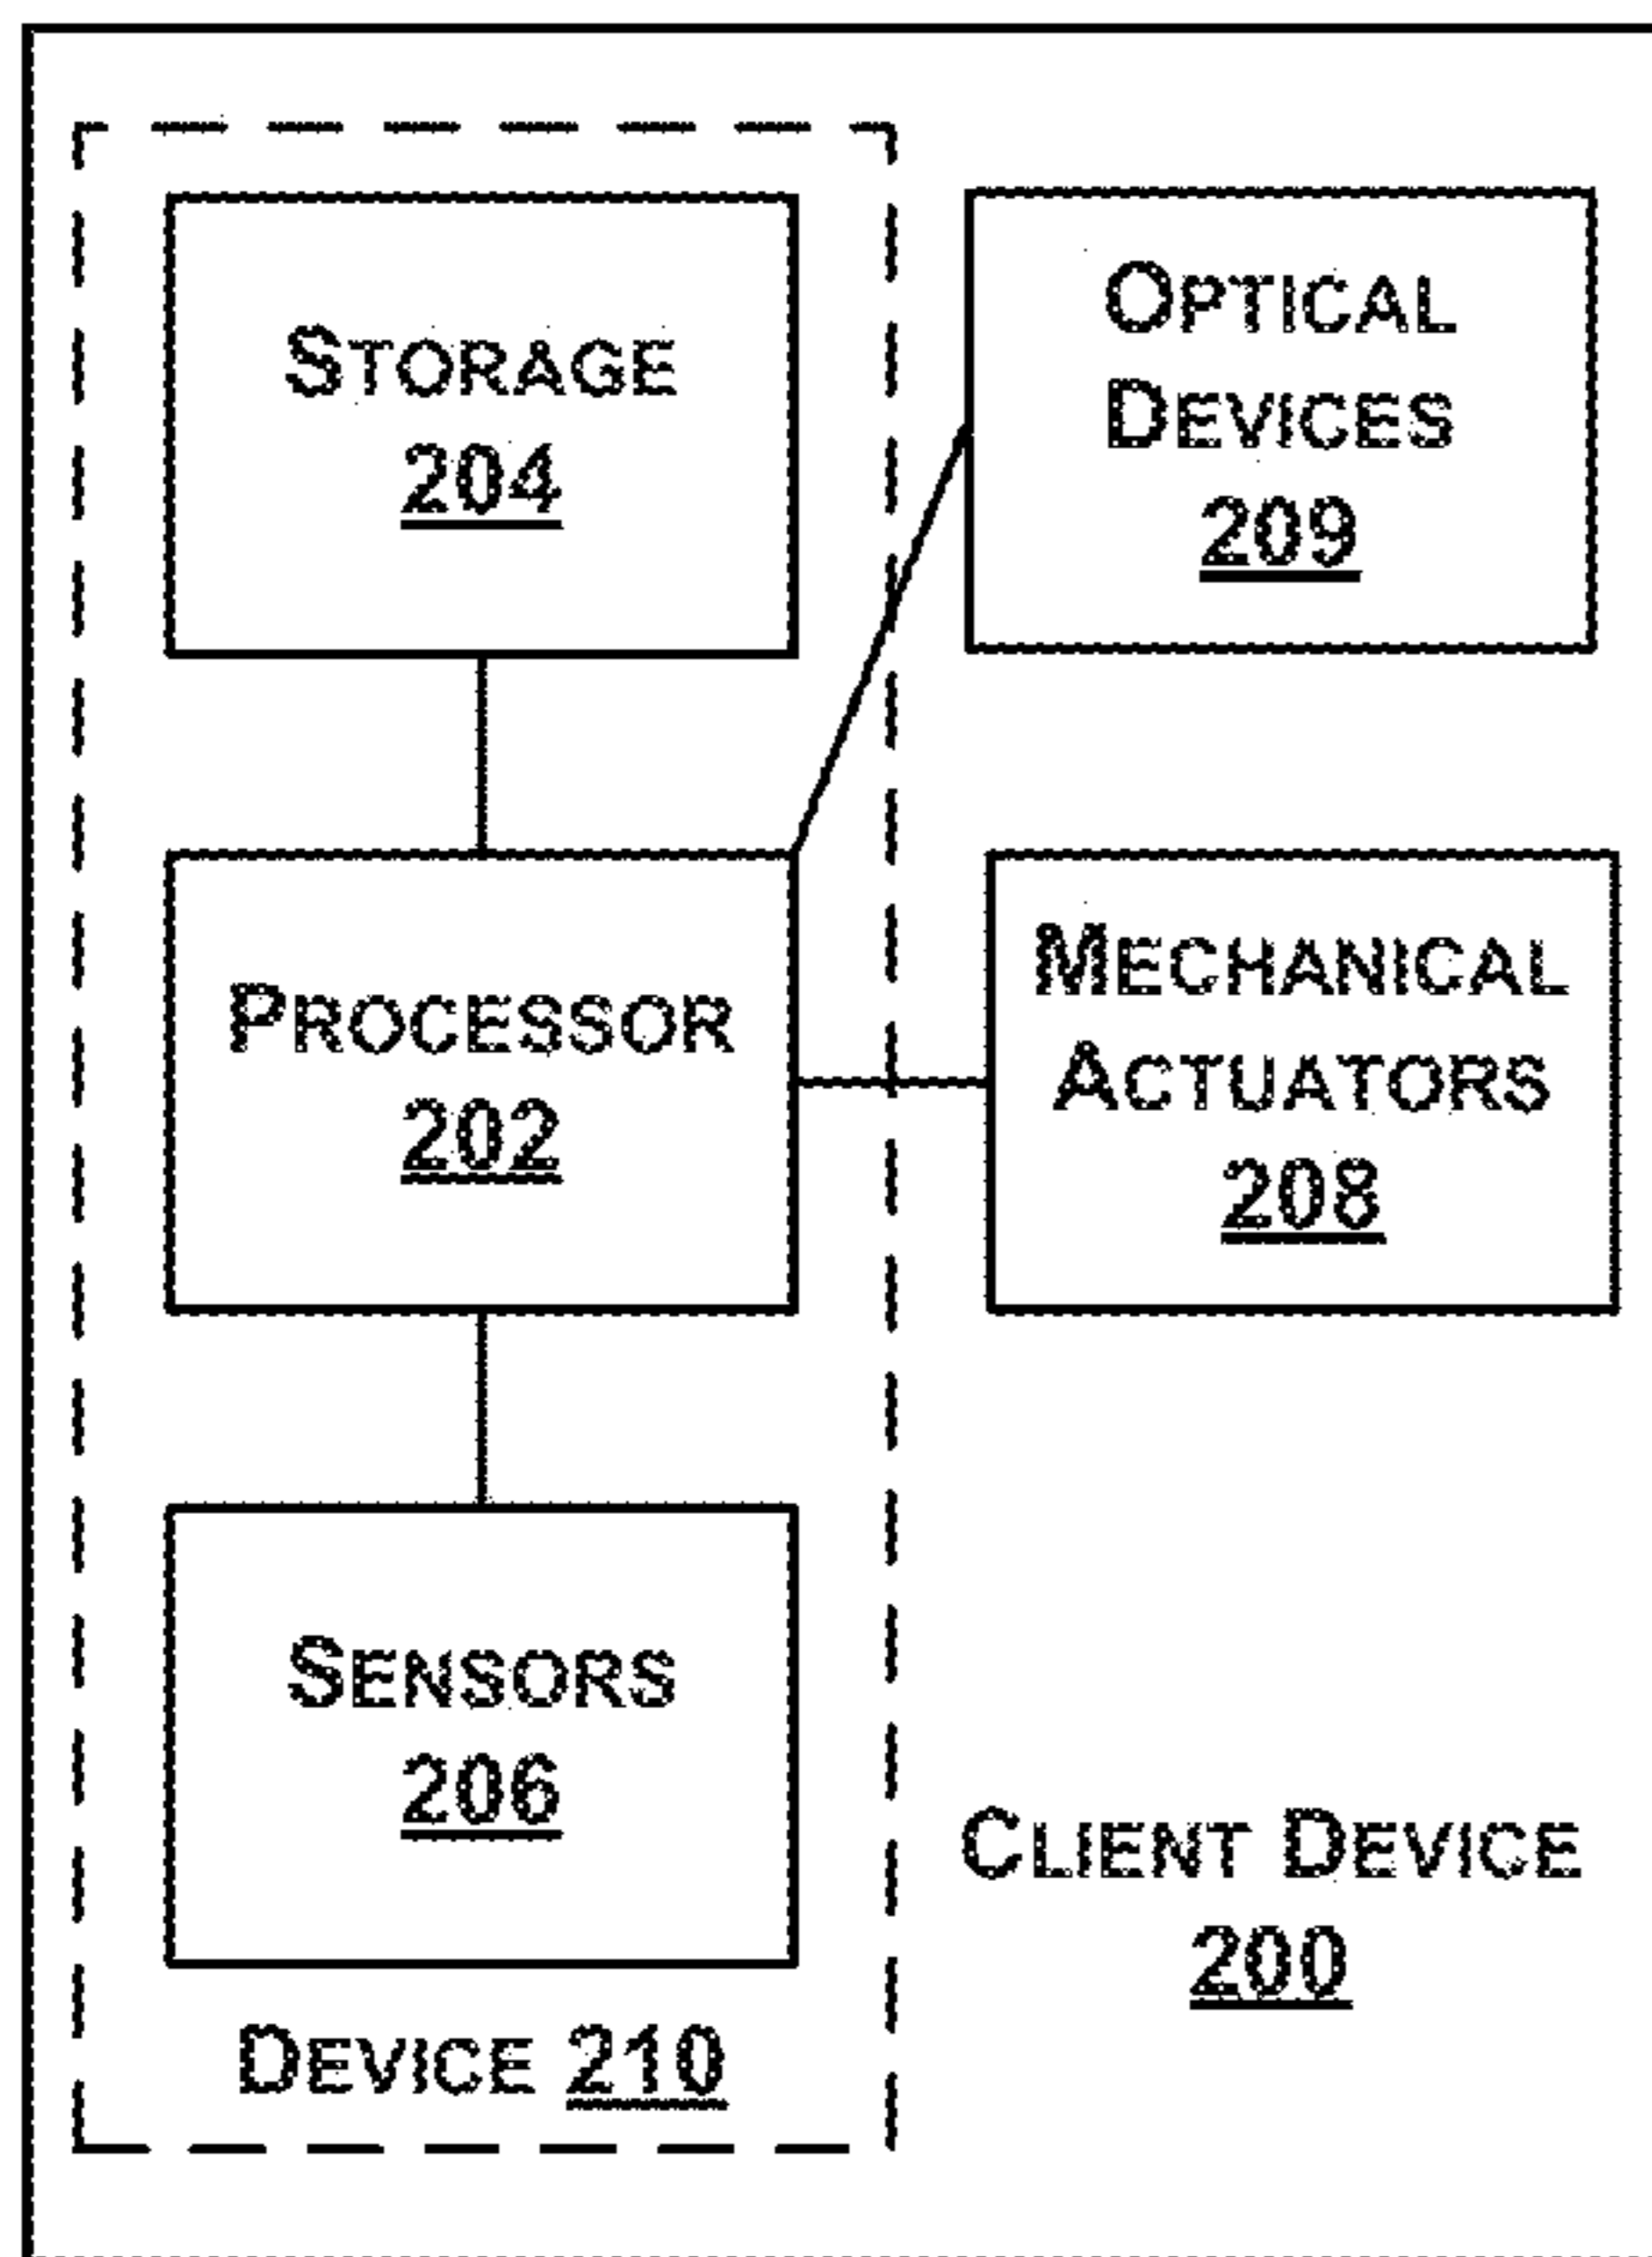 STORAGE
204
OPTICAL
DEVICES
209
PROCESSOR
202
MECHANICAL
ACTUATORS
208
SENSORS
206
CLIENT DEVICE
200
DEVICE 210